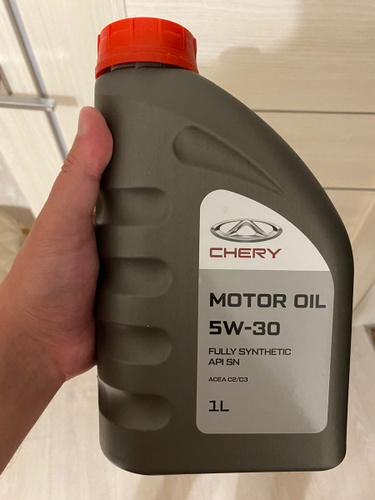 CHERY
MOTOR OIL
5W-30
FULLY SYNTHETIC
API SN
ACEA C2/C3
1L